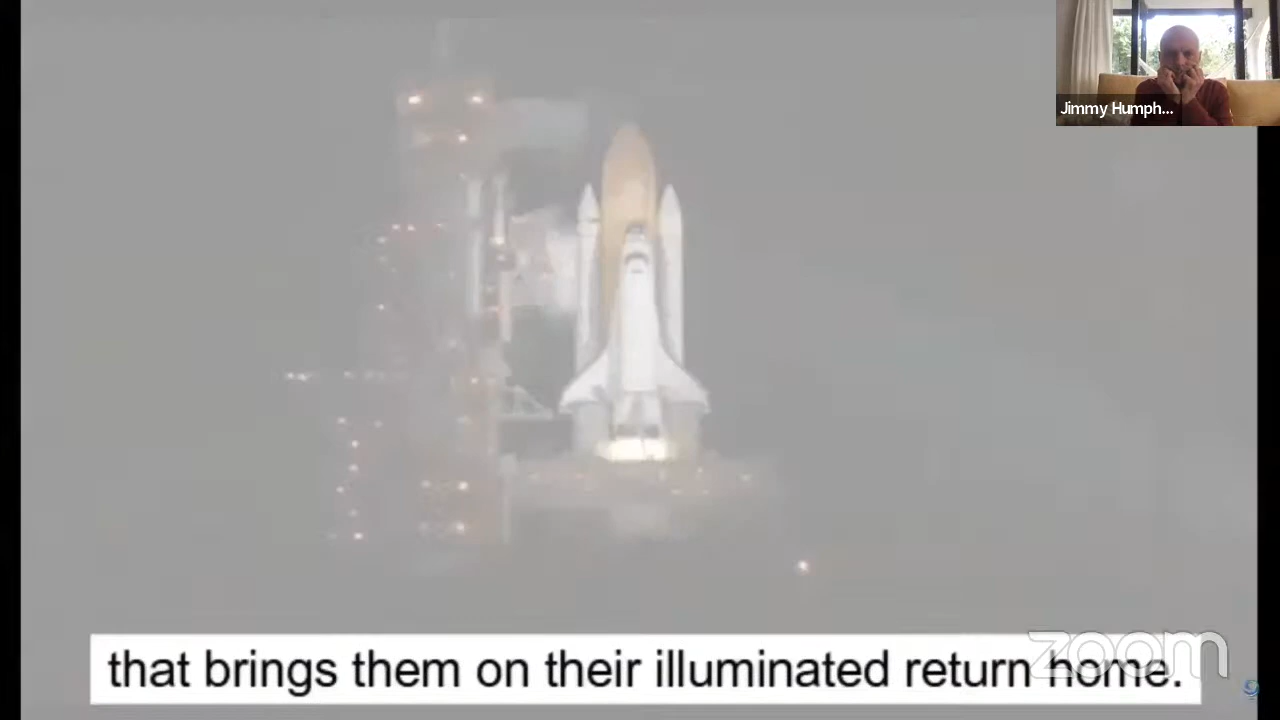 Jimmy Humph...
that brings them on their illuminated return home.
zoom